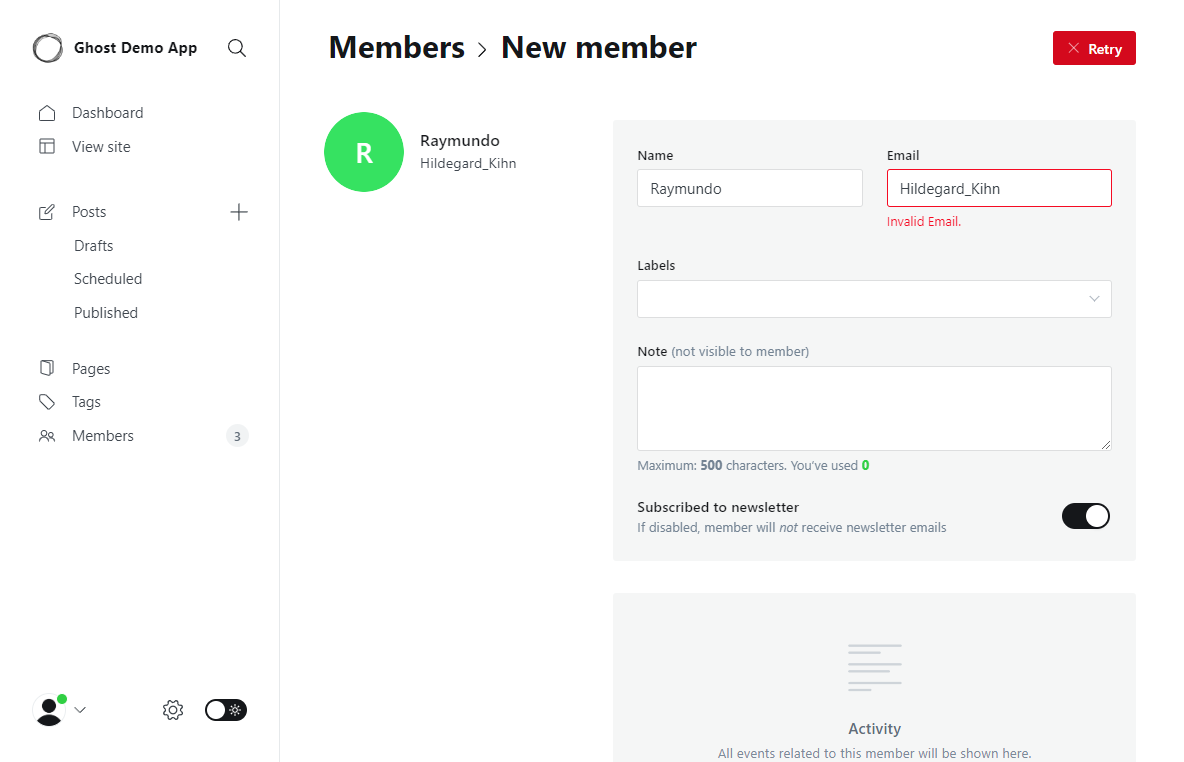 Ghost Demo App
Dashboard
View site
Posts
Drafts
Scheduled
Published
Pages
Tags
Members
3
Members > New member
Retry
R
Raymundo
Hildegard_Kihn
Name
Raymundo
Email
Hildegard_Kihn
Invalid Email.
Labels
Note (not visible to member)
Maximum: 500 characters. You've used 0
Subscribed to newsletter
If disabled, member will not receive newsletter emails
Activity
All events related to this member will be shown here.